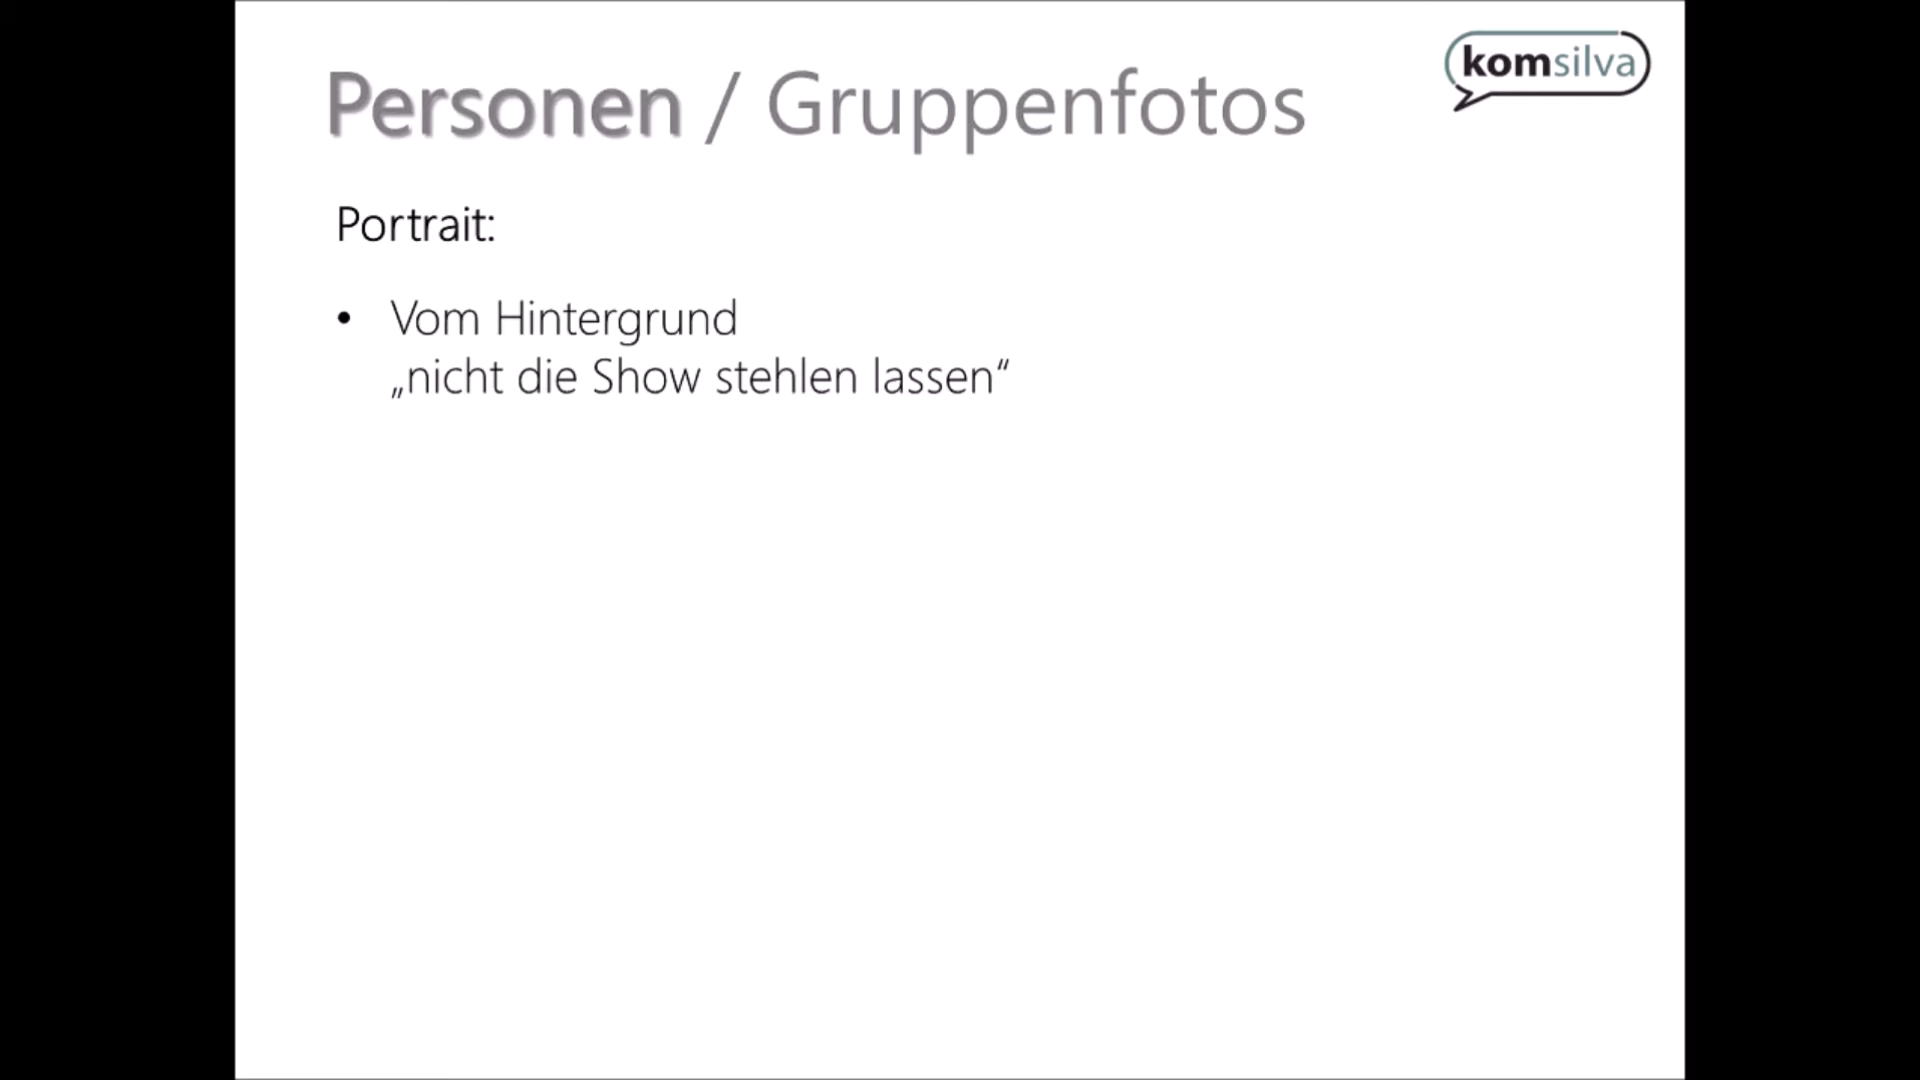 komsilva
Personen / Gruppenfotos
Portrait:
• Vom Hintergrund
„nicht die Show stehlen lassen“